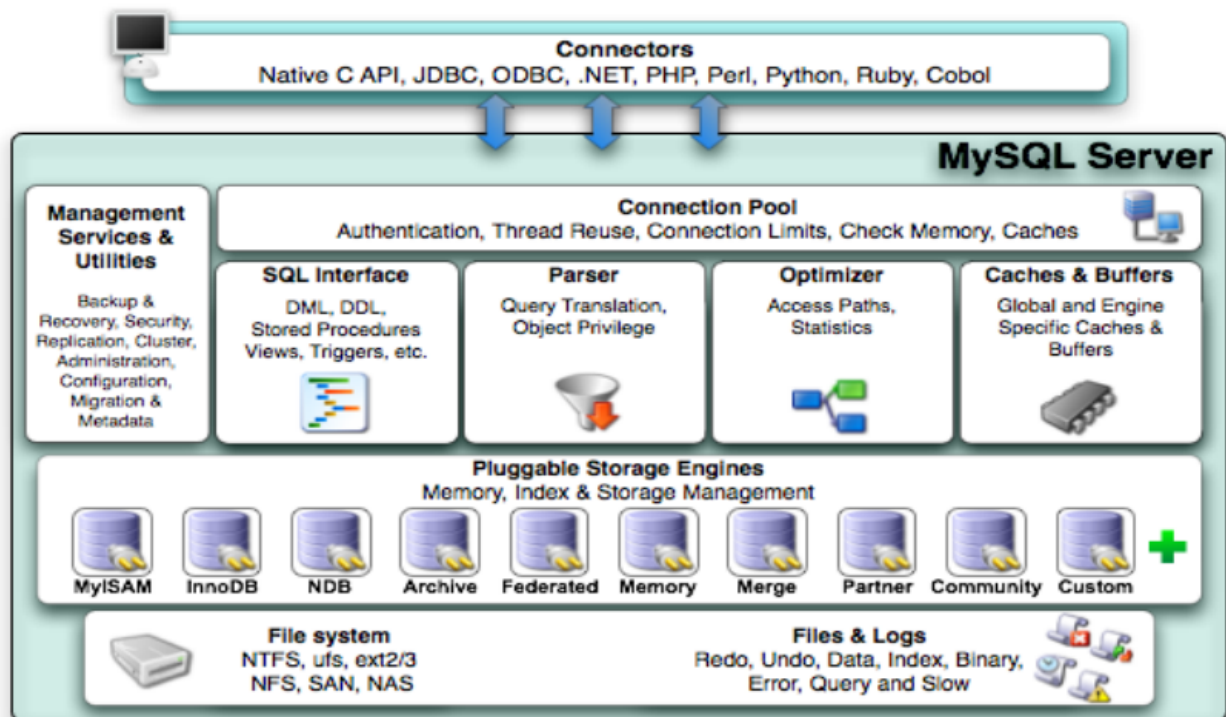 Connectors
Native C API, JDBC, ODBC, .NET, PHP, Perl, Python, Ruby, Cobol
MySQL Server
Management
Services &
Utilities
Backup &
Recovery, Security,
Replication, Cluster,
Administration,
Configuration,
Migration &
Metadata
Connection Pool
Authentication, Thread Reuse, Connection Limits, Check Memory, Caches
SQL Interface
DML, DDL,
Stored Procedures
Views, Triggers, etc.
Parser
Query Translation,
Object Privilege
Optimizer
Access Paths,
Statistics
Caches & Buffers
Global and Engine
Specific Caches &
Buffers
Pluggable Storage Engines
Memory, Index & Storage Management
MyISAM
InnoDB
NDB
Archive
Federated
Memory
Merge
Partner
Community
Custom
File system
NTFS, ufs, ext2/3
NFS, SAN, NAS
Files & Logs
Redo, Undo, Data, Index, Binary,
Error, Query and Slow